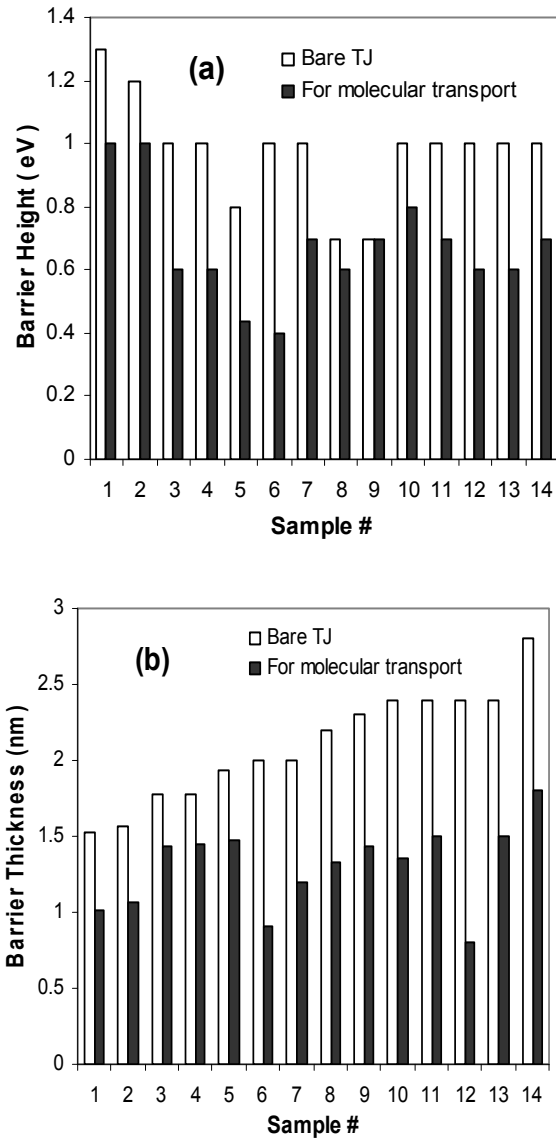 1.4
(a)
Bare TJ
For molecular transport
1.2
1
0.8
0.6
0.4
0.2
0
Barrier Height ( eV)
1 2 3 4 5 6 7 8 9 10 11 12 13 14
Sample #
3
(b)
Bare TJ
For molecular transport
2.5
2
1.5
1
0.5
0
Barrier Thickness (nm)
1 2 3 4 5 6 7 8 9 10 11 12 13 14
Sample #